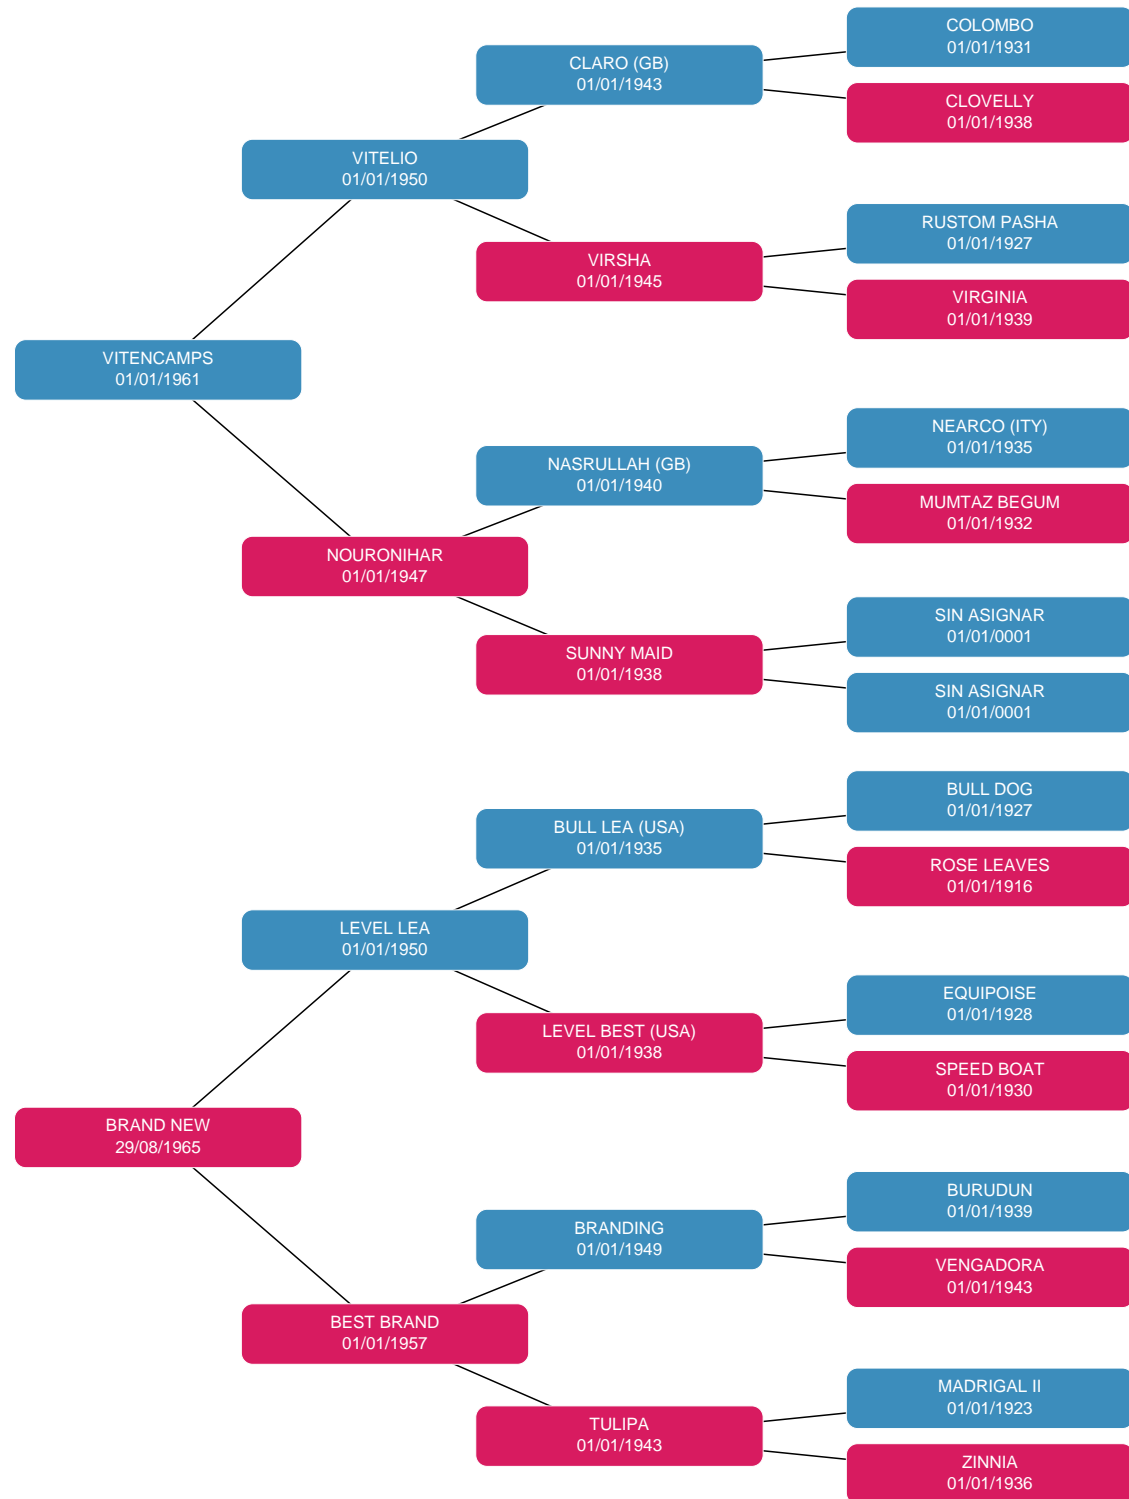 COLOMBO
01/01/1931
CLARO (GB)
01/01/1943
CLOVELLY
01/01/1938
VITELIO
01/01/1950
RUSTOM PASHA
01/01/1927
VIRSHA
01/01/1945
VIRGINIA
01/01/1939
VITENCAMPS
01/01/1961
NEARCO (ITY)
01/01/1935
NASRULLAH (GB)
01/01/1940
MUMTAZ BEGUM
01/01/1932
NOURONIHAR
01/01/1947
SIN ASIGNAR
01/01/0001
SUNNY MAID
01/01/1938
SIN ASIGNAR
01/01/0001
BULL DOG
01/01/1927
BULL LEA (USA)
01/01/1935
ROSE LEAVES
01/01/1916
LEVEL LEA
01/01/1950
EQUIPOISE
01/01/1928
LEVEL BEST (USA)
01/01/1938
SPEED BOAT
01/01/1930
BRAND NEW
29/08/1965
BURUDUN
01/01/1939
BRANDING
01/01/1949
VENGADORA
01/01/1943
BEST BRAND
01/01/1957
MADRIGAL II
01/01/1923
TULIPA
01/01/1943
ZINNIA
01/01/1936